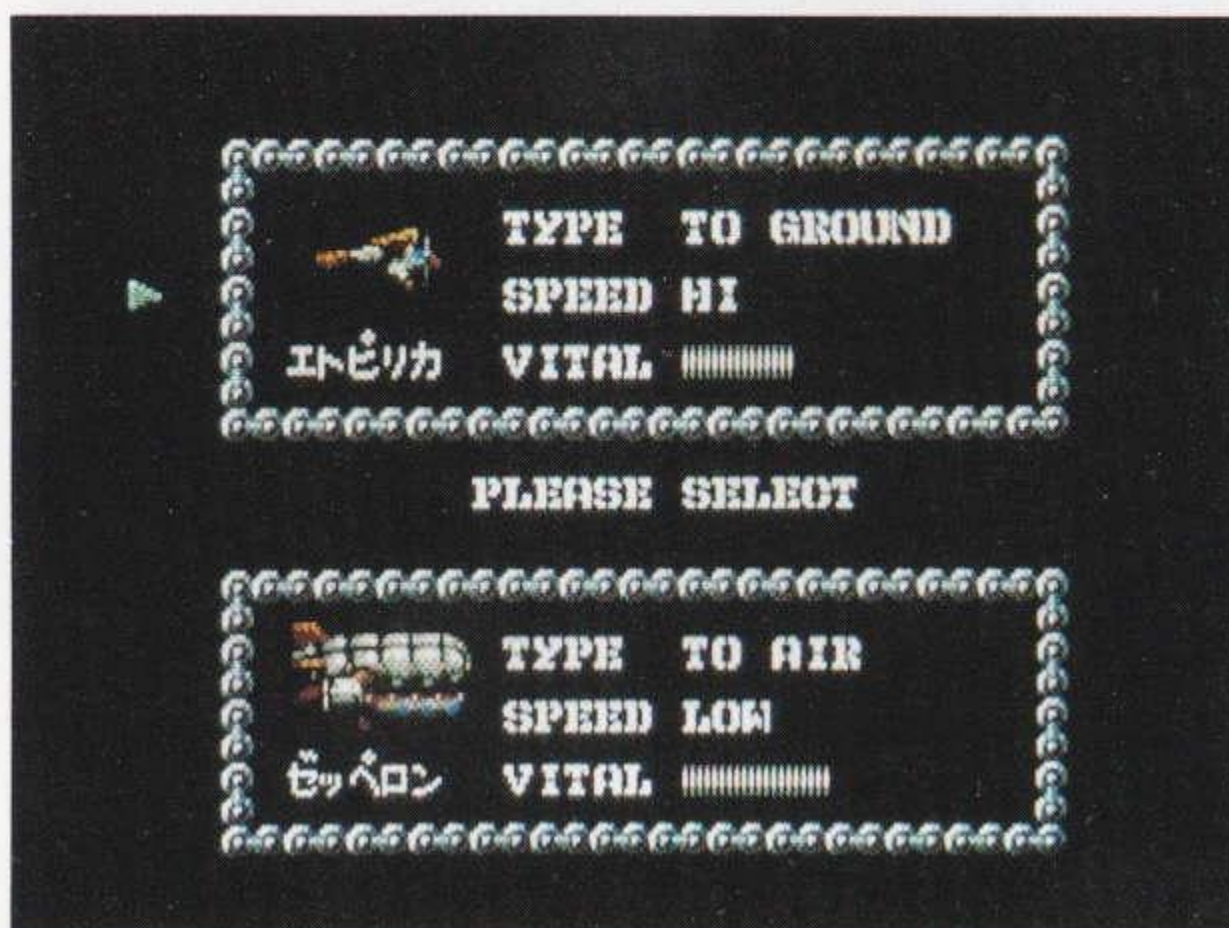 TYPE TO GROUND
SPEED HI
エトピリカ VITAL
PLEASE SELECT
TYPE TO AIR
SPEED LOW
ゼッペロン VITAL